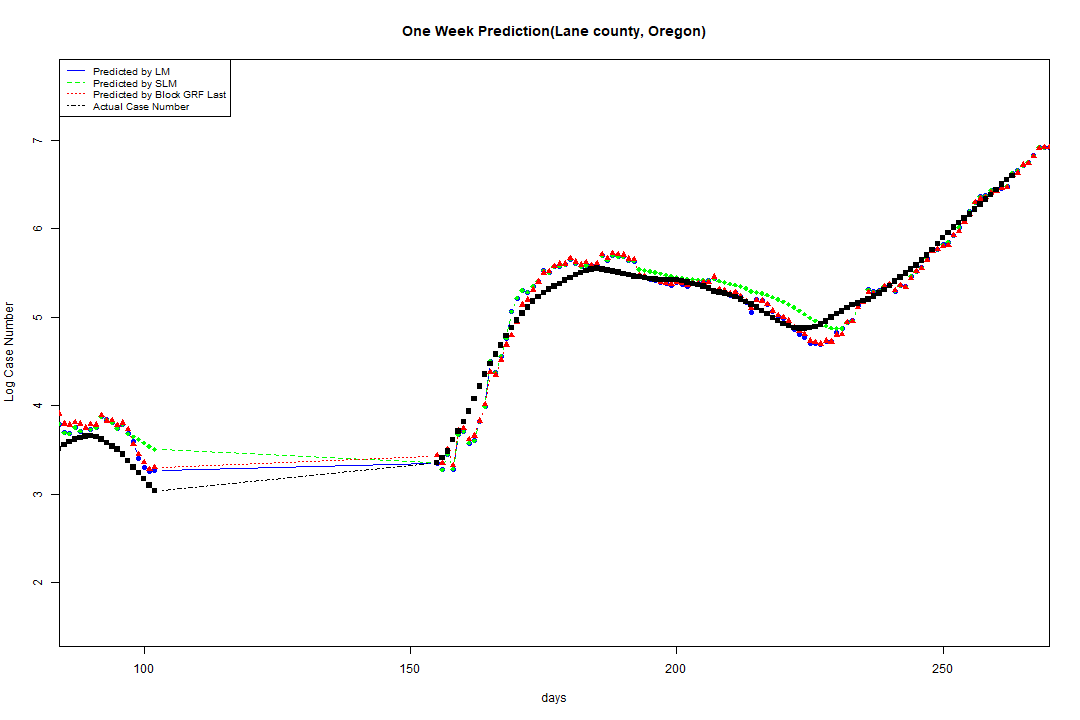 One Week Prediction(Lane county, Oregon)
Predicted by LM
Predicted by SLM
Predicted by Block GRF Last
Actual Case Number
7
6
5
4
3
2
Log Case Number
100 150 200 250
days